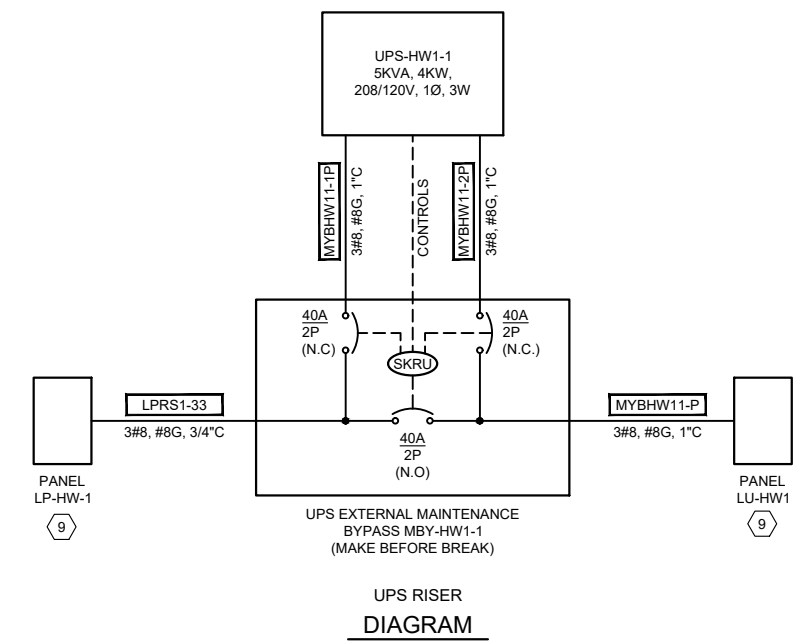 UPS-HW1-1
5KVA, 4KW,
208/120V, 1Ø, 3W
MYBHW11-1P
3#8, #8G, 1"C
CONTROLS
MYBHW11-2P
3#8, #8G, 1"C
40A
2P
(N.C)
40A
2P
(N.C.)
SKRU
LPRS1-33
3#8, #8G, 3/4"C
40A
2P
(N.O)
MYBHW11-P
3#8, #8G, 1"C
PANEL
LP-HW-1
9
PANEL
LU-HW1
9
UPS EXTERNAL MAINTENANCE
BYPASS MBY-HW1-1
(MAKE BEFORE BREAK)
UPS RISER
DIAGRAM